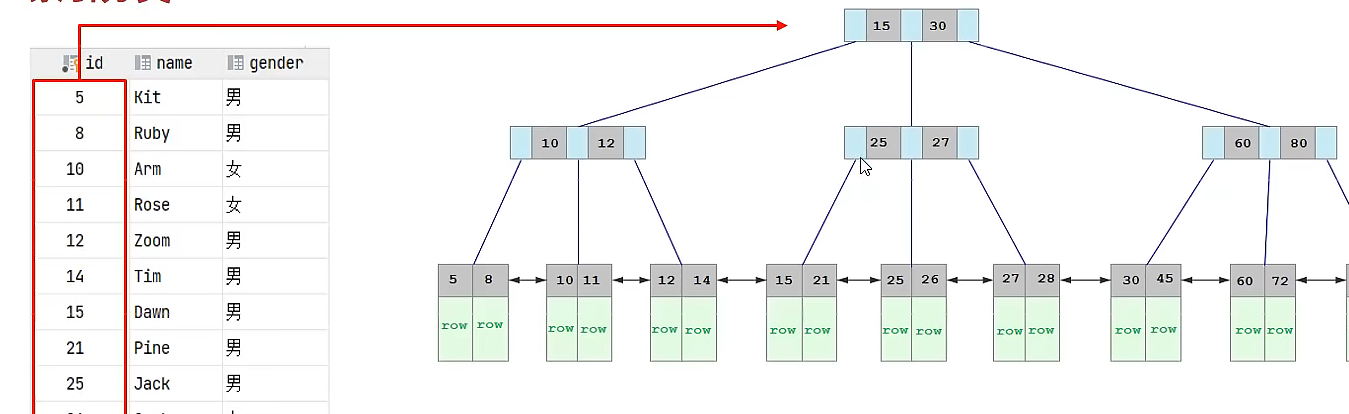 15 30
id name gender
5 Kit 男
8 Ruby 男
10 Arm 女
11 Rose 女
12 Zoom 男
14 Tim 男
15 Dawn 男
21 Pine 男
25 Jack 男
10 12
25 27
60 80
5 8
10 11
12 14
15 21
25 26
27 28
30 45
60 72
row row
row row
row row
row row
row row
row row
row row
row row